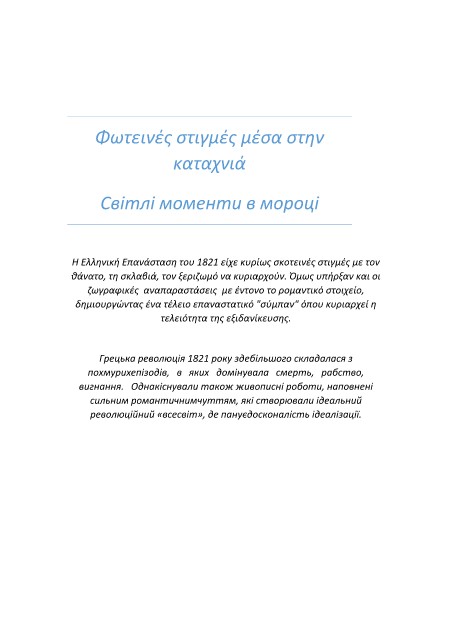 Φωτεινές στιγμές μέσα στην
καταχνιά
Світлі моменти в мороці
Η Ελληνική Επανάσταση του 1821 είχε κυρίως σκοτεινές στιγμές με τον
θάνατο, τη σκλαβιά, τον ξεριζωμό να κυριαρχούν. Όμως υπήρξαν και οι
ζωγραφικές αναπαραστάσεις με έντονο το ρομαντικό στοιχείο,
δημιουργώντας ένα τέλειο επαναστατικό "σύμπαν" όπου κυριαρχεί η
τελειότητα της εξιδανίκευσης.
Грецька революція 1821 року здебільшого складалася з
похмурихепізодів, в яких домінувала смерть, рабство,
вигнання. Однакіснували також живописні роботи, наповнені
сильним романтичнимчуттям, які створювали ідеальний
революційний «всесвіт», де пануєдосконалість ідеалізації.